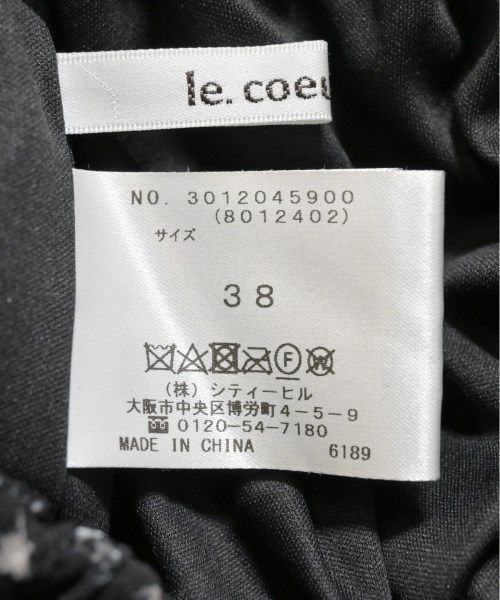 le. coeu
NO. 3012045900
(8012402)
サイズ
38
F W
(株) シティーヒル
大阪市中央区博労町4-5-9
0120-54-7180
MADE IN CHINA 6189